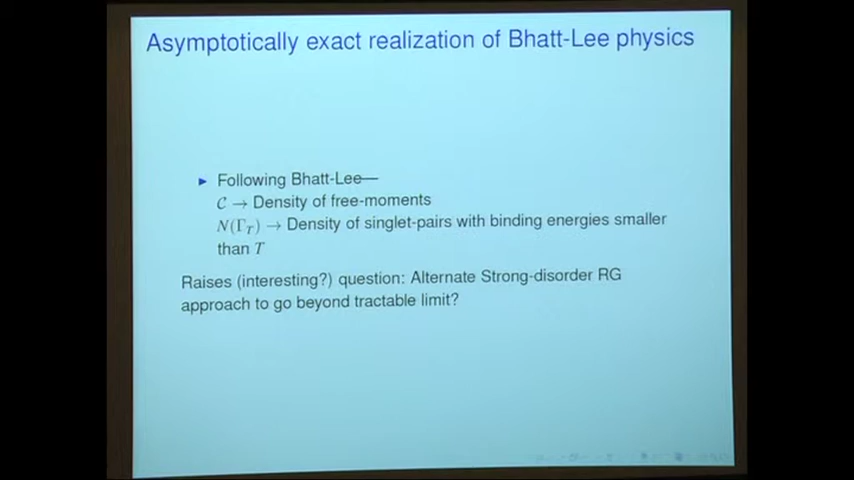 Asymptotically exact realization of Bhatt-Lee physics
► Following Bhatt-Lee—
𝒞 → Density of free-moments
N(Γ_T) → Density of singlet-pairs with binding energies smaller
than T
Raises (interesting?) question: Alternate Strong-disorder RG
approach to go beyond tractable limit?